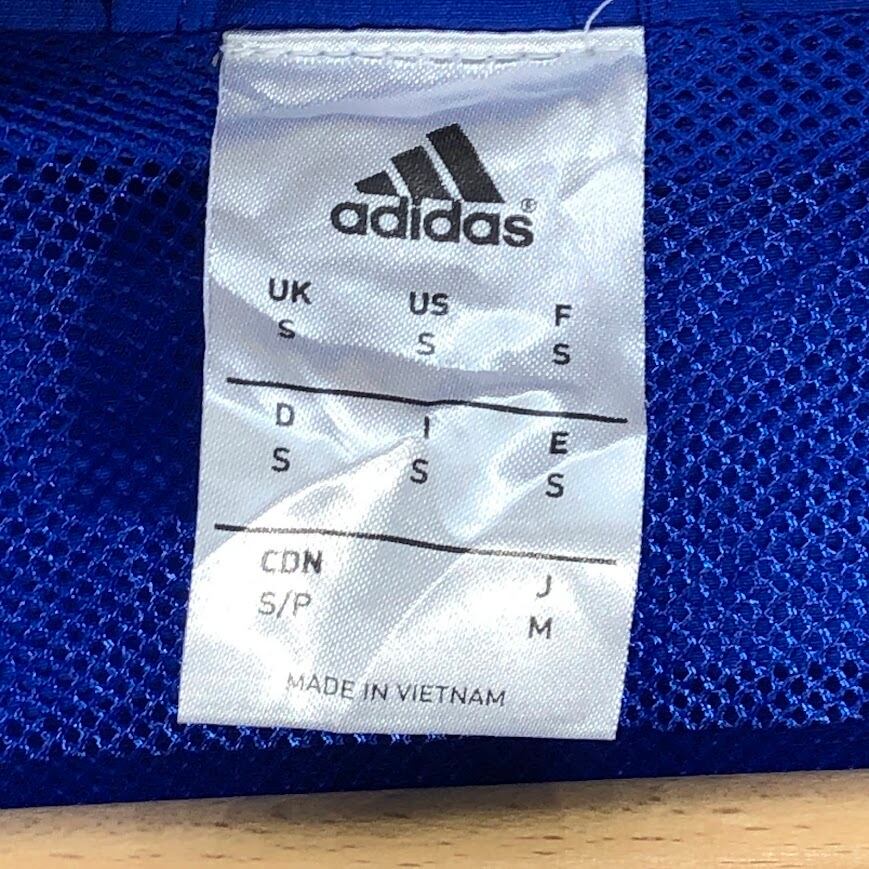 adidas®
UK US F
S S S
D I E
S S S
CDN J
S/P M
MADE IN VIETNAM